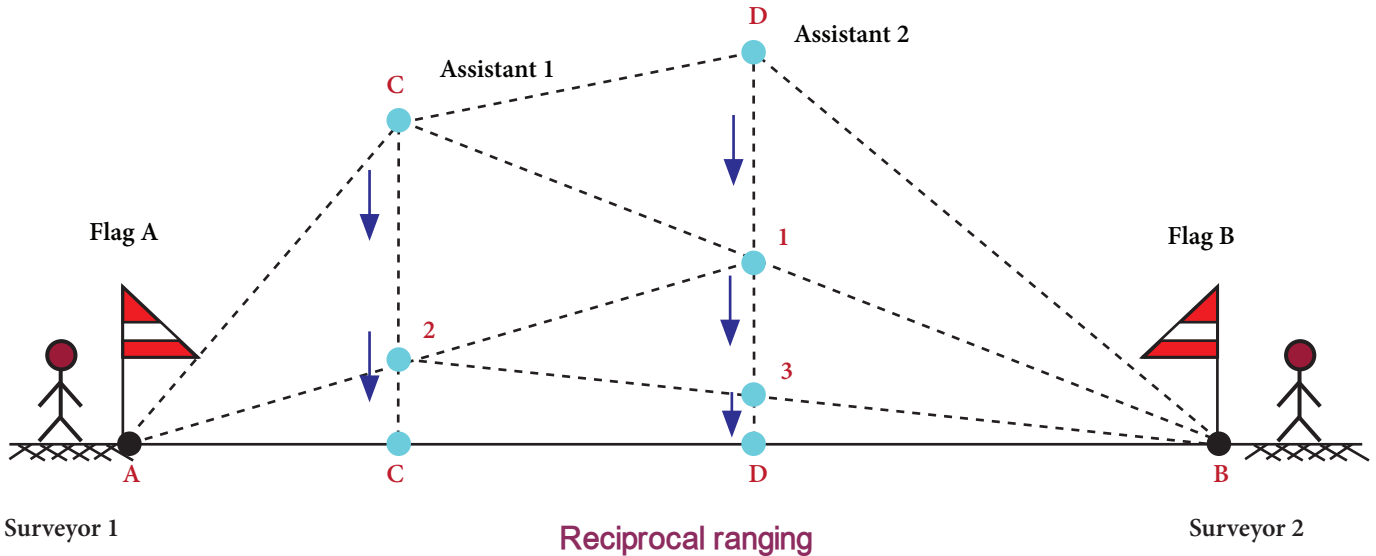 D
Assistant 2
Assistant 1
C
Flag A
1
Flag B
2
3
A
C
D
B
Surveyor 1
Reciprocal ranging
Surveyor 2